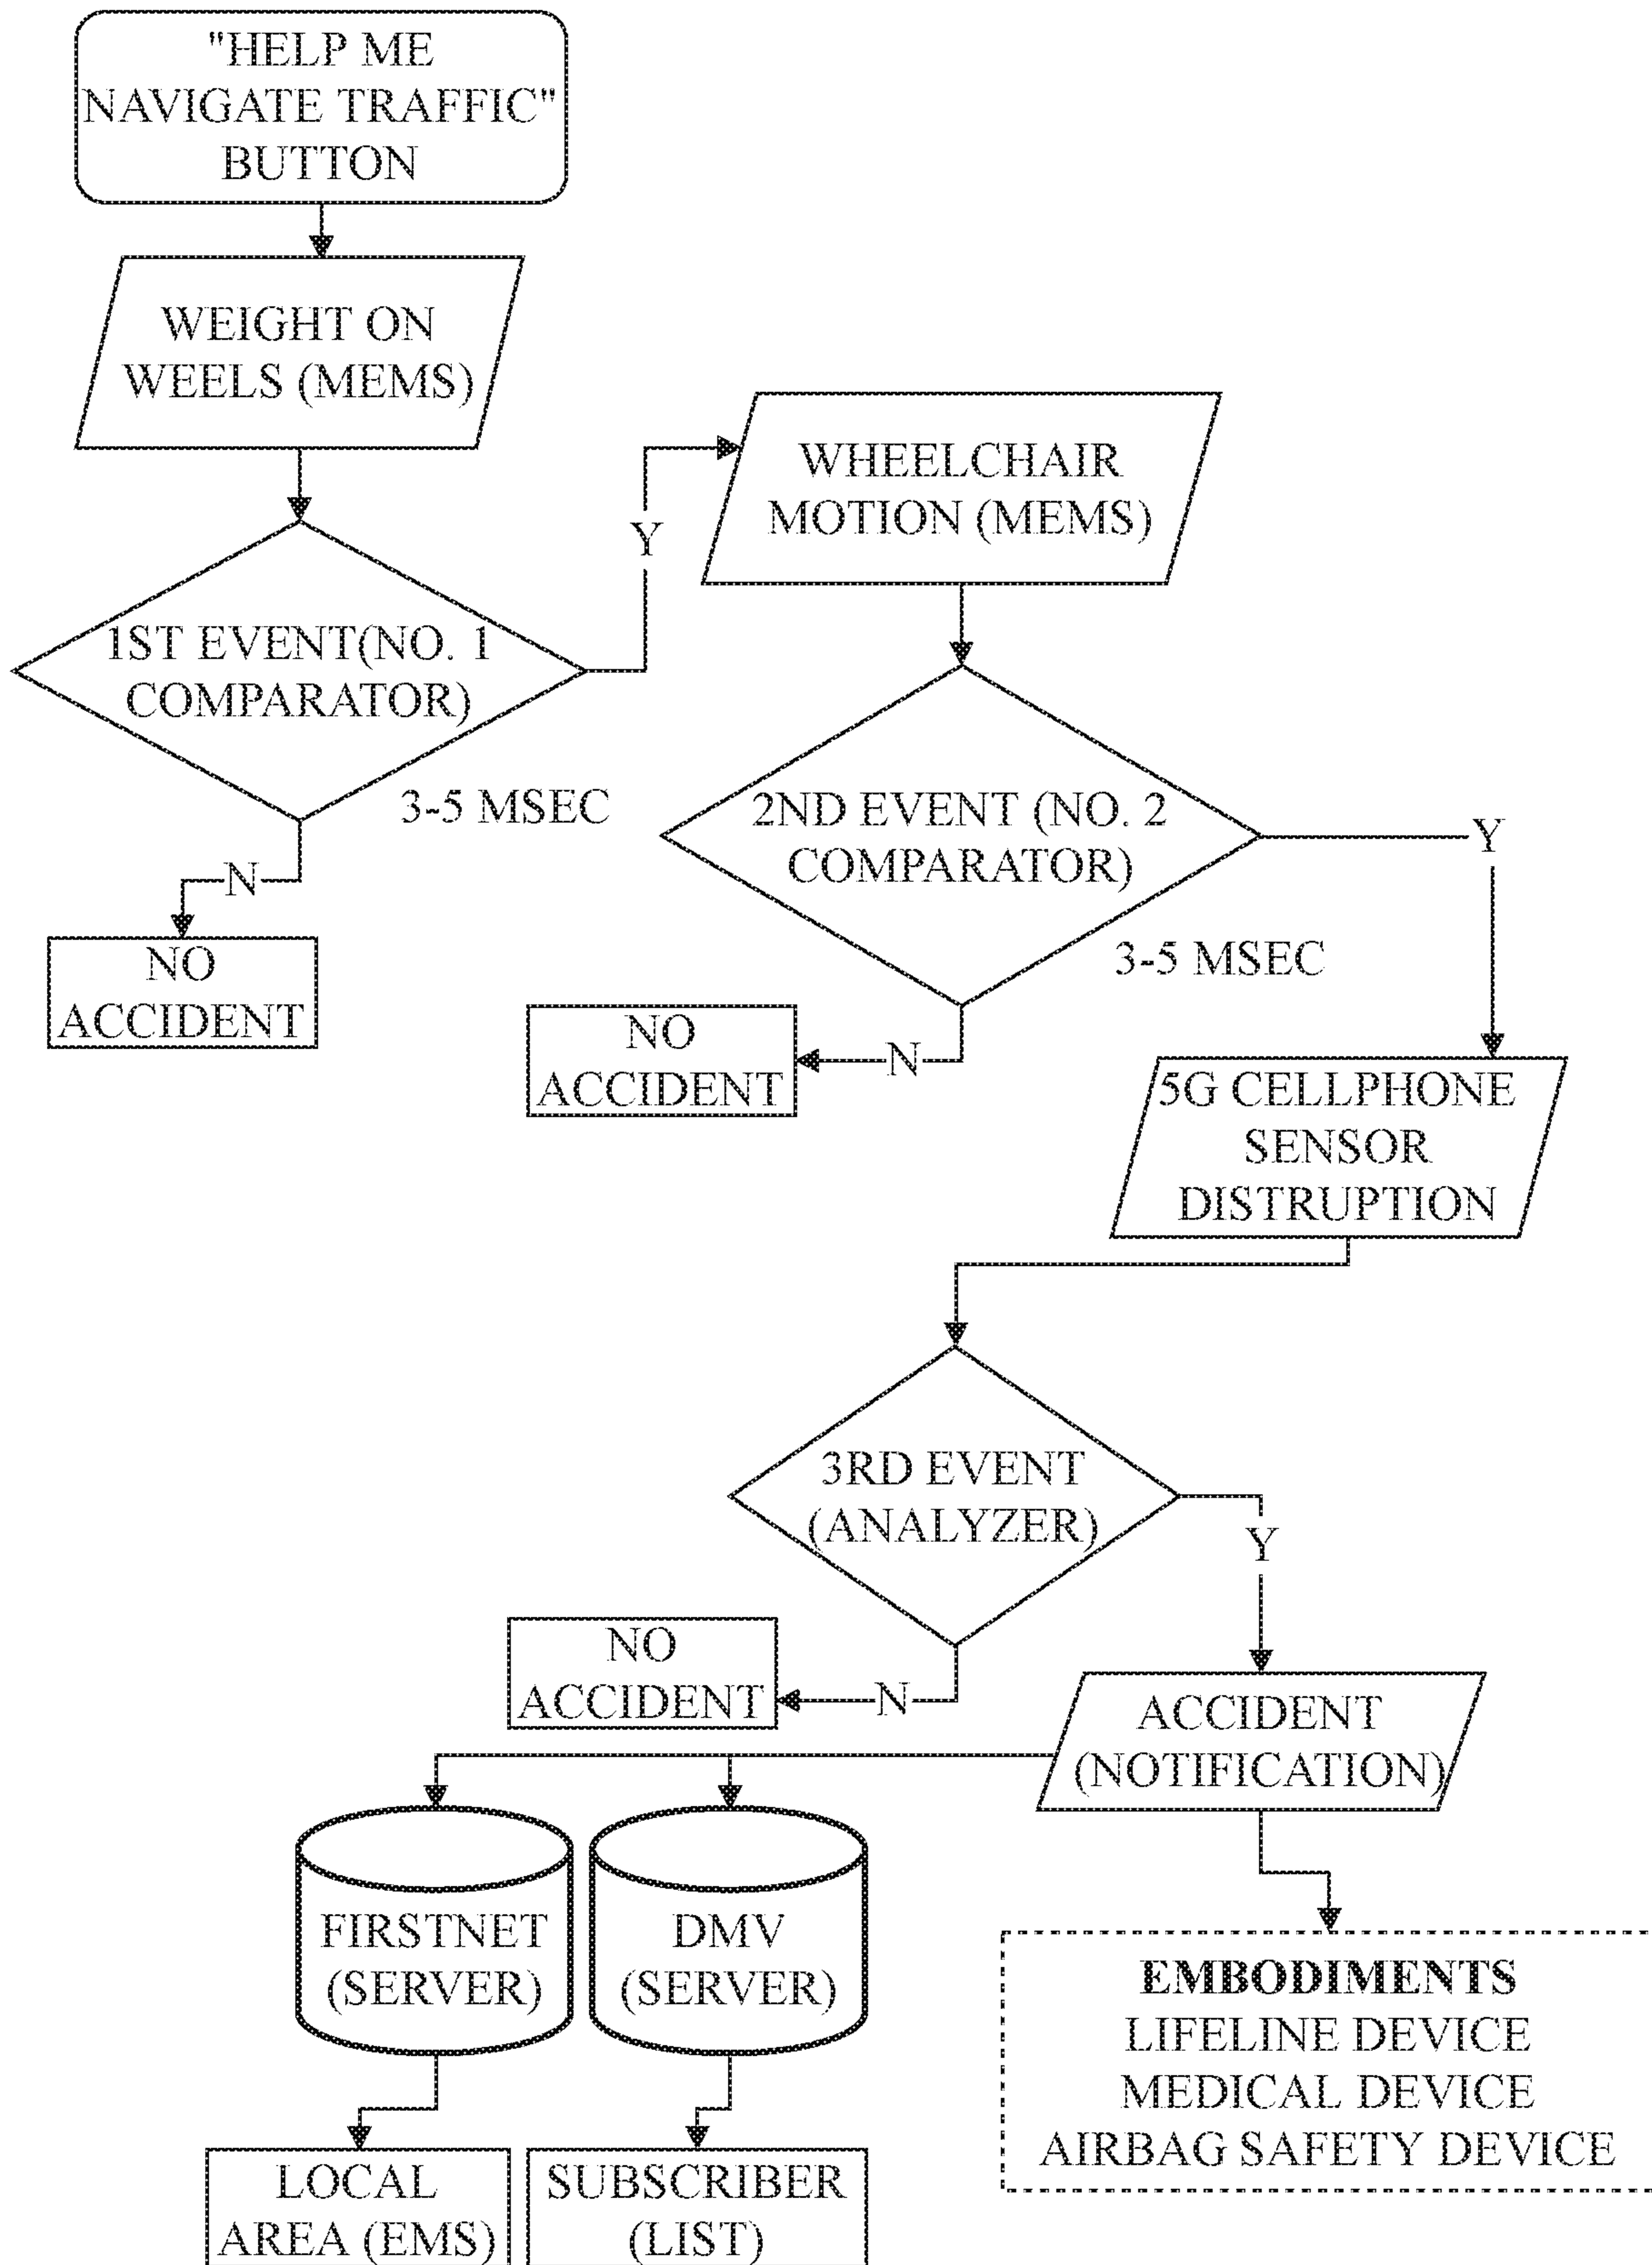 "HELP ME
NAVIGATE TRAFFIC"
BUTTON
WEIGHT ON
WEELS (MEMS)
WHEELCHAIR
MOTION (MEMS)
Y
1ST EVENT(NO. 1
COMPARATOR)
3-5 MSEC
N
NO
ACCIDENT
2ND EVENT (NO. 2
COMPARATOR)
Y
3-5 MSEC
N
NO
ACCIDENT
5G CELLPHONE
SENSOR
DISTRUPTION
3RD EVENT
(ANALYZER)
Y
N
NO
ACCIDENT
ACCIDENT
(NOTIFICATION)
FIRSTNET
(SERVER)
DMV
(SERVER)
EMBODIMENTS
LIFELINE DEVICE
MEDICAL DEVICE
AIRBAG SAFETY DEVICE
LOCAL
AREA (EMS)
SUBSCRIBER
(LIST)